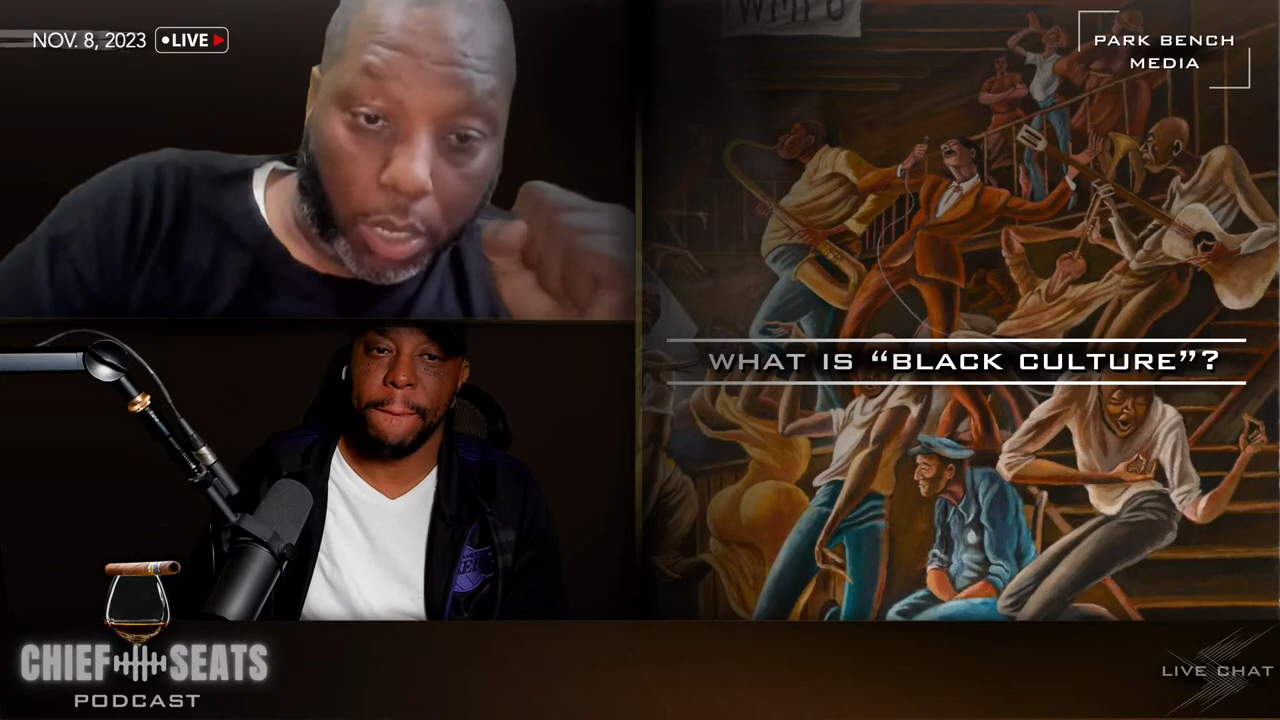 NOV. 8, 2023 •LIVE
PARK BENCH
MEDIA
WHAT IS “BLACK CULTURE”?
CHIEF SEATS
PODCAST
LIVE CHAT